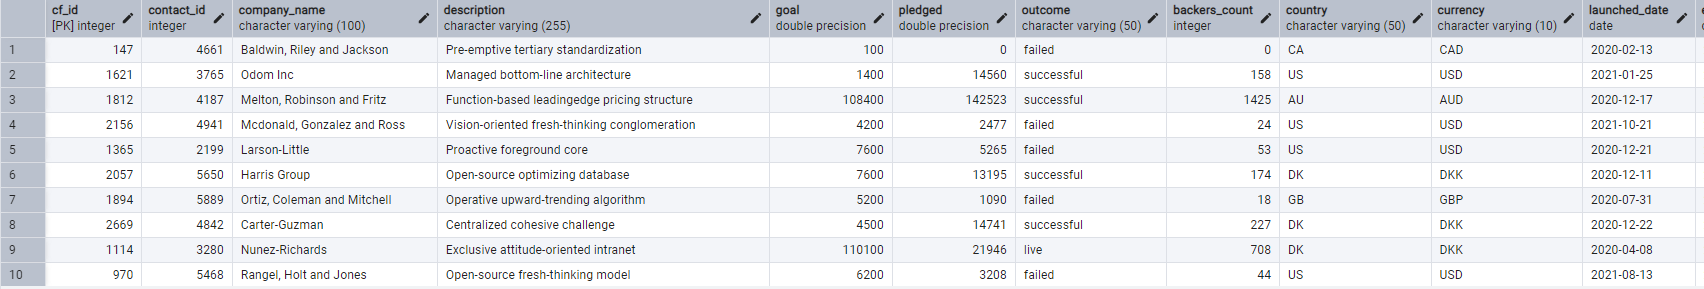 cf_id contact_id company_name description goal pledged outcome backers_count country currency launched_date
[PK] integer integer character varying (100) character varying (255) double precision double precision character varying (50) integer character varying (50) character varying (10) date
1 147 4661 Baldwin, Riley and Jackson Pre-emptive tertiary standardization 100 0 failed 0 CA CAD 2020-02-13
2 1621 3765 Odom Inc Managed bottom-line architecture 1400 14560 successful 158 US USD 2021-01-25
3 1812 4187 Melton, Robinson and Fritz Function-based leadingedge pricing structure 108400 142523 successful 1425 AU AUD 2020-12-17
4 2156 4941 Mcdonald, Gonzalez and Ross Vision-oriented fresh-thinking conglomeration 4200 2477 failed 24 US USD 2021-10-21
5 1365 2199 Larson-Little Proactive foreground core 7600 5265 failed 53 US USD 2020-12-21
6 2057 5650 Harris Group Open-source optimizing database 7600 13195 successful 174 DK DKK 2020-12-11
7 1894 5889 Ortiz, Coleman and Mitchell Operative upward-trending algorithm 5200 1090 failed 18 GB GBP 2020-07-31
8 2669 4842 Carter-Guzman Centralized cohesive challenge 4500 14741 successful 227 DK DKK 2020-12-22
9 1114 3280 Nunez-Richards Exclusive attitude-oriented intranet 110100 21946 live 708 DK DKK 2020-04-08
10 970 5468 Rangel, Holt and Jones Open-source fresh-thinking model 6200 3208 failed 44 US USD 2021-08-13